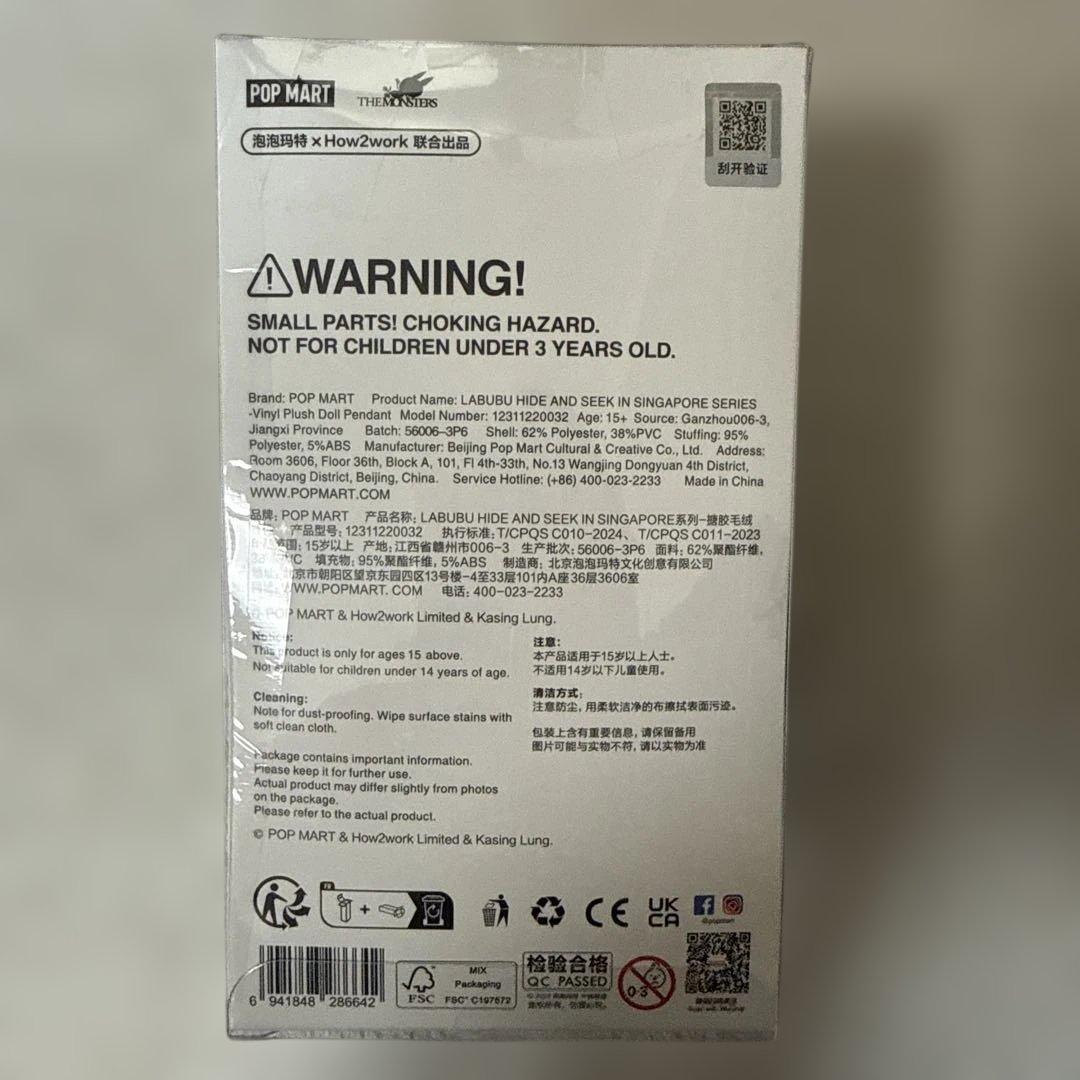 POP MART
THE MONSTERS
泡泡玛特×How2work 联合出品
刮开验证
WARNING!
SMALL PARTS! CHOKING HAZARD.
NOT FOR CHILDREN UNDER 3 YEARS OLD.
Brand: POP MART Product Name: LABUBU HIDE AND SEEK IN SINGAPORE SERIES
-Vinyl Plush Doll Pendant Model Number: 12311220032 Age: 15+ Source: Ganzhou006-3,
Jiangxi Province Batch: 56006–3P6 Shell: 62% Polyester, 38%PVC Stuffing: 95%
Polyester, 5%ABS Manufacturer: Beijing Pop Mart Cultural & Creative Co., Ltd. Address:
Room 3606, Floor 36th, Block A, 101, Fl 4th-33th, No.13 Wangjing Dongyuan 4th District,
Chaoyang District, Beijing, China. Service Hotline: (+86) 400-023-2233 Made in China
WWW.POPMART.COM
品牌: POP MART 产品名称: LABUBU HIDE AND SEEK IN SINGAPORE系列-搪胶毛绒
产品型号: 12311220032 执行标准: T/CPQS C010-2024、T/CPQS C011-2023
范围: 15岁以上 产地: 江西省赣州市006-3 生产批次: 56006-3P6 面料: 62%聚酯纤维,
38%PVC 填充物: 95%聚酯纤维, 5%ABS 制造商: 北京泡泡玛特文化创意有限公司
地址: 北京市朝阳区望京东园四区13号楼-4至33层101内A座36层3606室
WWW.POPMART. COM 电话: 400-023-2233
© POP MART & How2work Limited & Kasing Lung.
Notice:
This product is only for ages 15 above.
Not suitable for children under 14 years of age.
注意:
本产品适用于15岁以上人士。
不适用14岁以下儿童使用。
Cleaning:
Note for dust-proofing. Wipe surface stains with
soft clean cloth.
清洁方式:
注意防尘, 用柔软洁净的布擦拭表面污迹。
Package contains important information.
Please keep it for further use.
Actual product may differ slightly from photos
on the package.
Please refer to the actual product.
包装上含有重要信息, 请保留备用
图片可能与实物不符, 请以实物为准
© POP MART & How2work Limited & Kasing Lung.
FR
+
CE
UK
CA
@popmart
6 941848 286642
FSC
MIX
Packaging
FSC® C197572
检验合格
QC PASSED
0-3